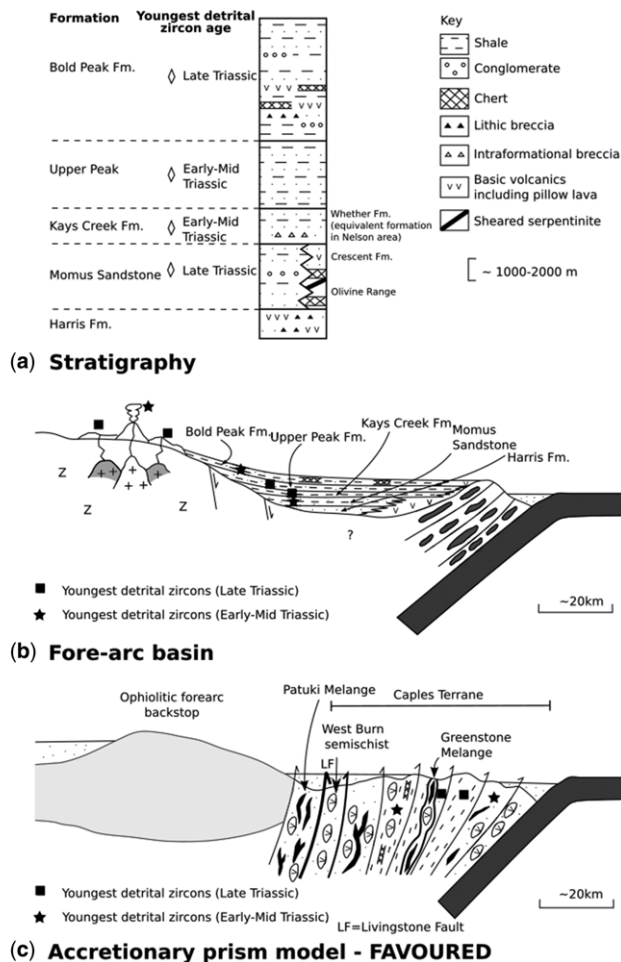 Formation
Youngest detrital
zircon age
Bold Peak Fm.
Late Triassic
Upper Peak
Early-Mid
Triassic
Kays Creek Fm.
Early-Mid
Triassic
Momus Sandstone
Late Triassic
Harris Fm.
Whether Fm.
(equivalent formation
in Nelson area)
Crescent Fm.
Olivine Range
Key
Shale
Conglomerate
Chert
Lithic breccia
Intraformational breccia
Basic volcanics
including pillow lava
Sheared serpentinite
~ 1000-2000 m
(a) Stratigraphy
Bold Peak Fm.
Upper Peak Fm.
Kays Creek Fm.
Momus
Sandstone
Harris Fm.
Z
Z
Z
?
Youngest detrital zircons (Late Triassic)
Youngest detrital zircons (Early-Mid Triassic)
~20km
(b) Fore-arc basin
Ophiolitic forearc
backstop
Patuki Melange
Caples Terrane
West Burn
semischist
LF
Greenstone
Melange
Youngest detrital zircons (Late Triassic)
Youngest detrital zircons (Early-Mid Triassic)
LF=Livingstone Fault
~20km
(c) Accretionary prism model - FAVOURED